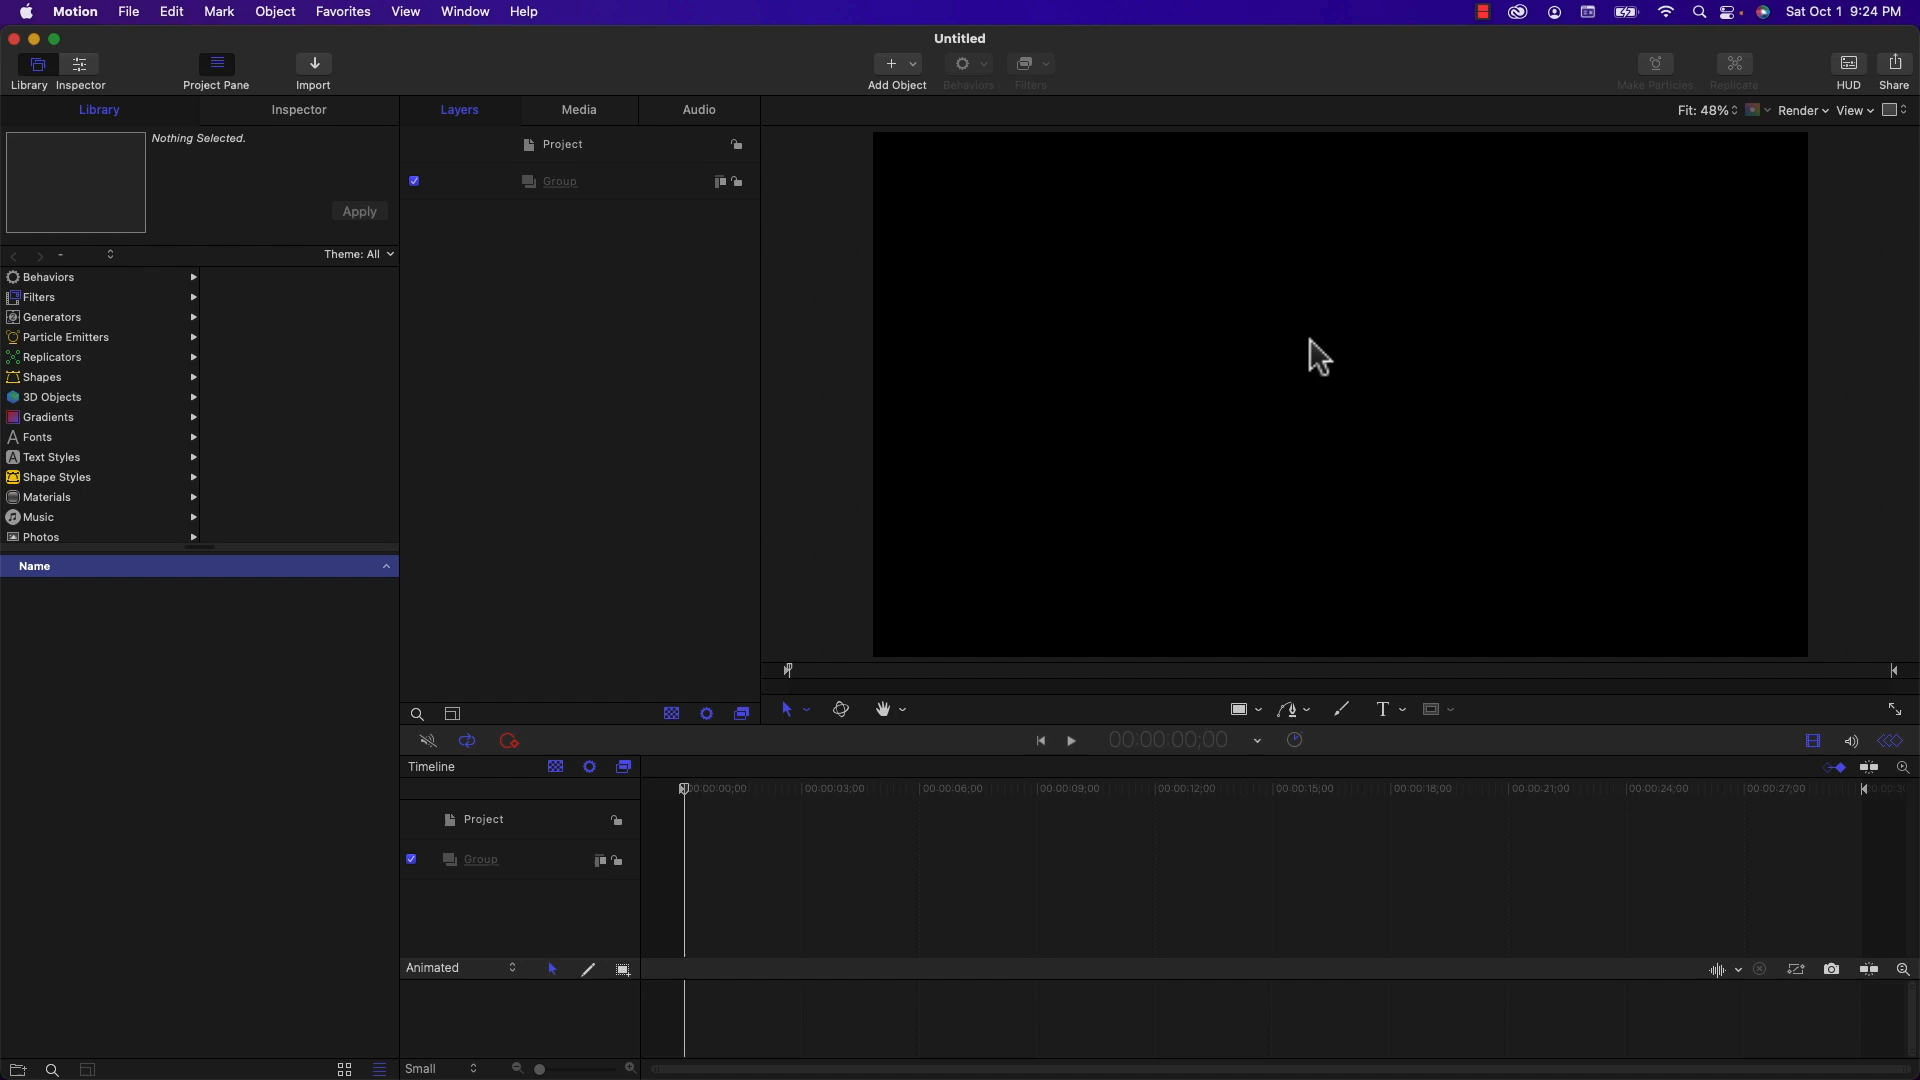 Motion File Edit Mark Object Favorites View Window Help Sat Oct 1 9:24 PM
Untitled
Library Inspector Project Pane Import Add Object Behaviors Filters Make Particles Replicate HUD Share
Library Inspector Layers Media Audio Fit: 48% Render View
Nothing Selected.
Project
Group
Apply
- Theme: All
Behaviors
Filters
Generators
Particle Emitters
Replicators
Shapes
3D Objects
Gradients
Fonts
Text Styles
Shape Styles
Materials
Music
Photos
Name
T
00:00:00;00
Timeline
00:00:00;00 00:00:03;00 00:00:06;00 00:00:09;00 00:00:12;00 00:00:15;00 00:00:18;00 00:00:21;00 00:00:24;00 00:00:27;00
Project
Group
Animated
Small